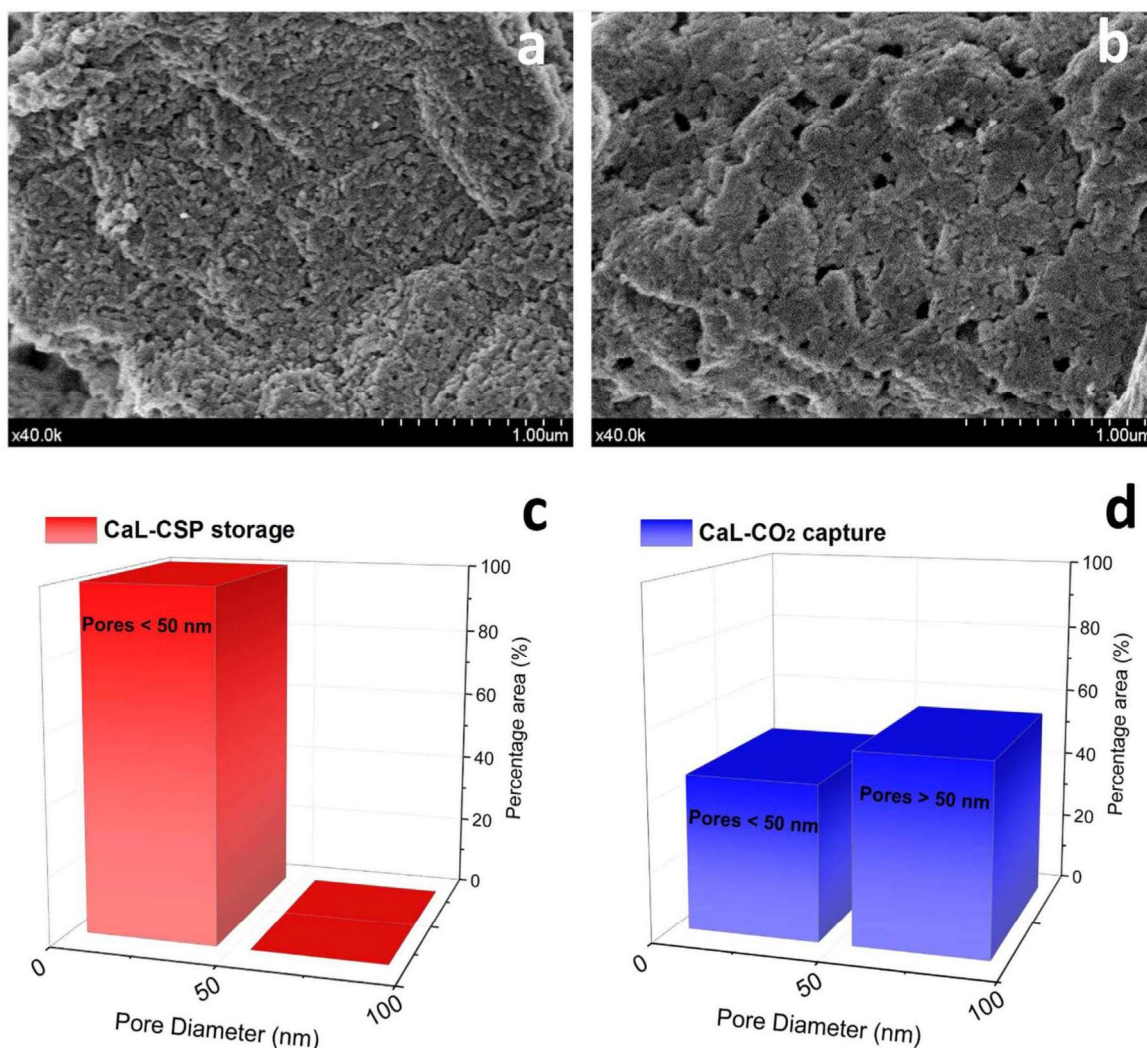 a
b
x40.0k
1.00um
x40.0k
1.00um
c
CaL-CSP storage
Pores < 50 nm
100
80
60
40
20
0
Percentage area (%)
0
50
100
Pore Diameter (nm)
d
CaL-CO₂ capture
Pores < 50 nm
Pores > 50 nm
100
80
60
40
20
0
Percentage area (%)
0
50
100
Pore Diameter (nm)